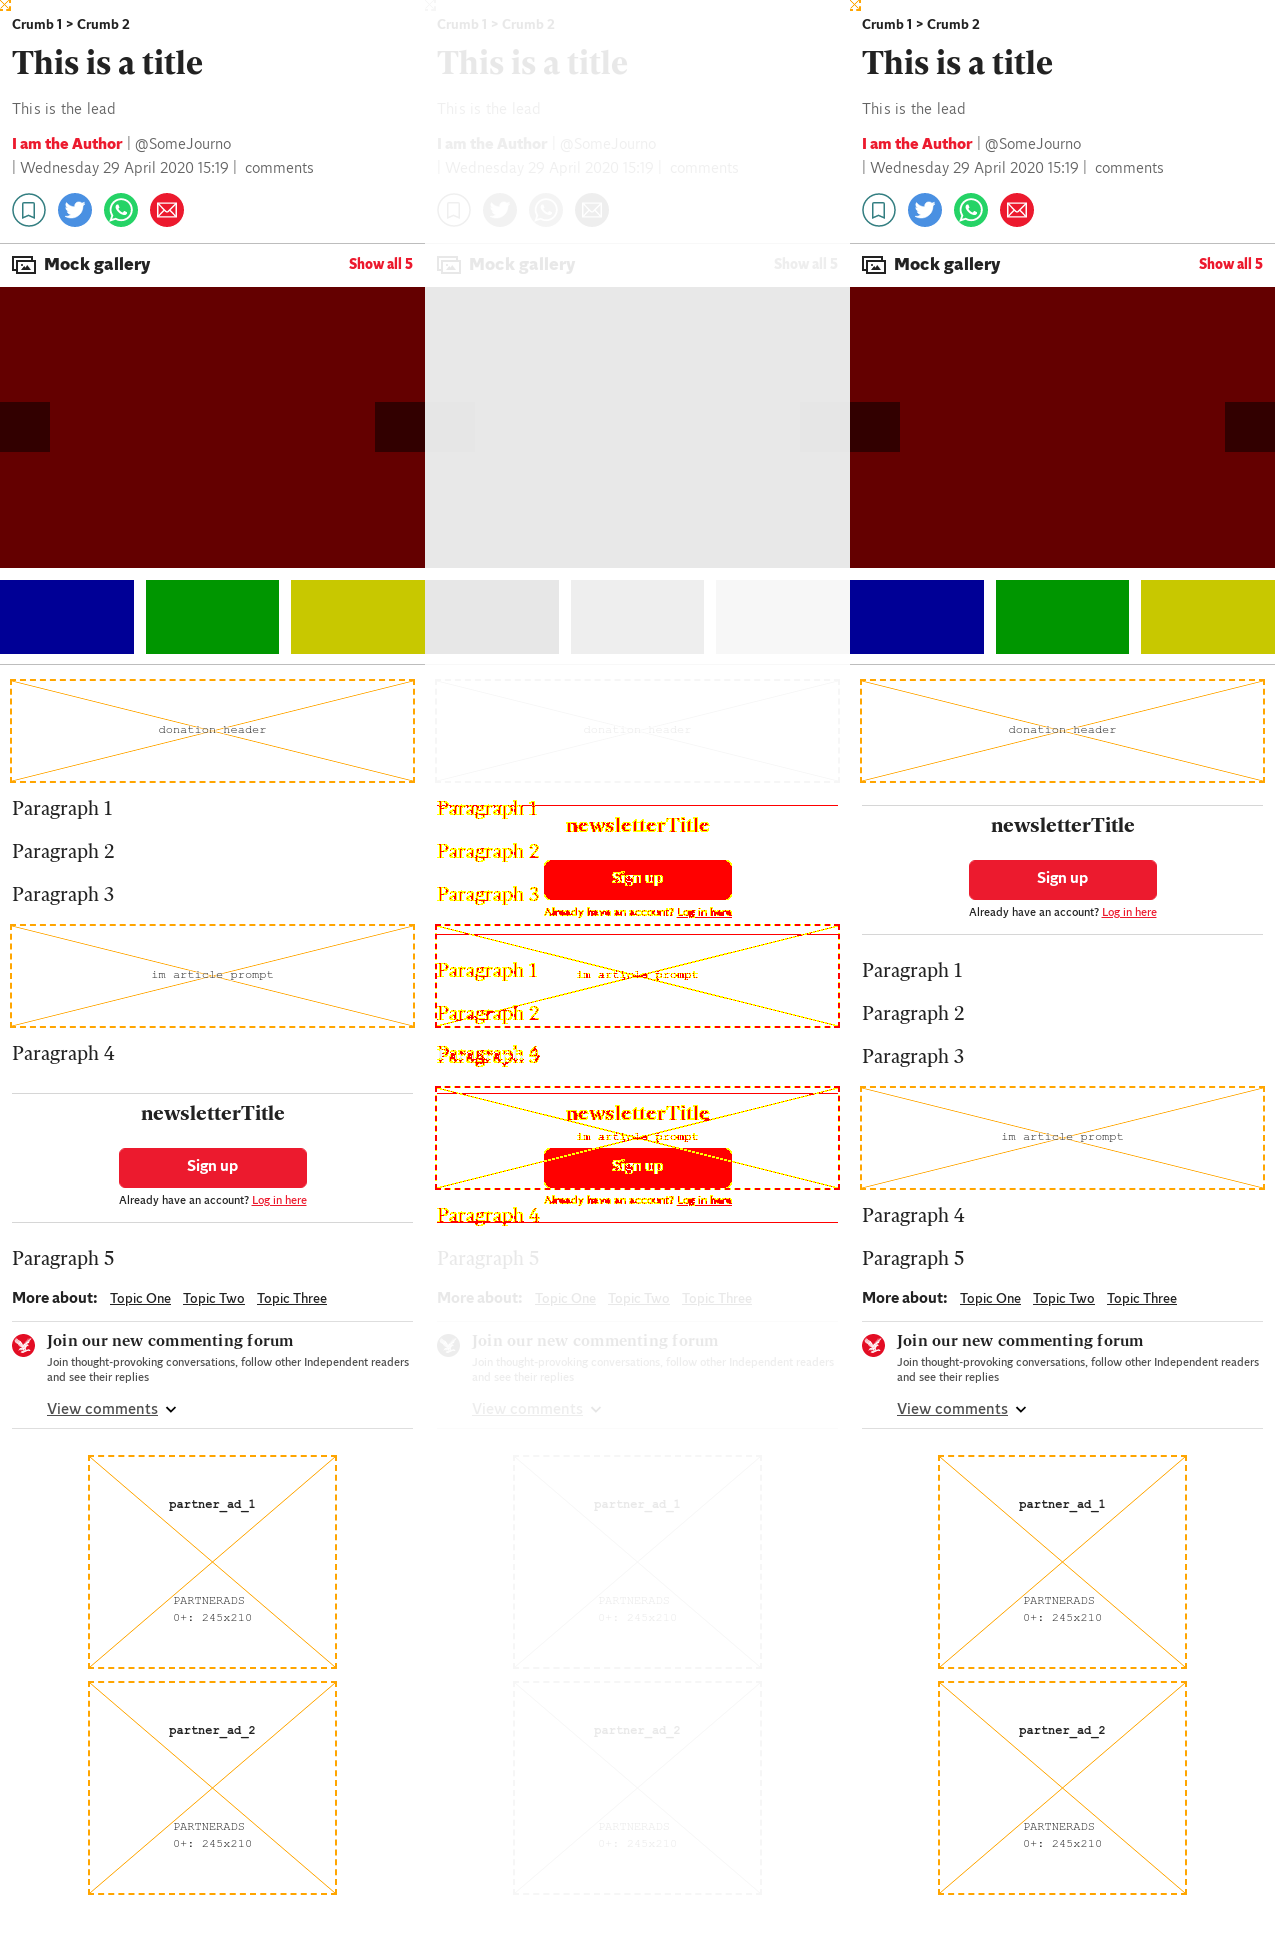 Crumb 1 > Crumb 2
This is a title
This is the lead
I am the Author | @SomeJourno
| Wednesday 29 April 2020 15:19 | comments
Mock gallery
Show all 5
donation header
Paragraph 1
Paragraph 2
Paragraph 3
im article prompt
Paragraph 4
newsletterTitle
Sign up
Already have an account? Log in here
Paragraph 5
More about: Topic One Topic Two Topic Three
Join our new commenting forum
Join thought-provoking conversations, follow other Independent readers
and see their replies
View comments
partner_ad_1
PARTNERADS
0+: 245x210
partner_ad_2
PARTNERADS
0+: 245x210
Crumb 1 > Crumb 2
This is a title
This is the lead
I am the Author | @SomeJourno
| Wednesday 29 April 2020 15:19 | comments
Mock gallery
Show all 5
donation header
Paragraph 1
newsletterTitle
Paragraph 2
Sign up
Paragraph 3
Already have an account? Log in here
Paragraph 1
im article prompt
Paragraph 2
Paragraph
newsletterTitle
im article prompt
Sign up
Already have an account? Log in here
Paragraph 4
Paragraph 5
More about: Topic One Topic Two Topic Three
Join our new commenting forum
Join thought-provoking conversations, follow other Independent readers
and see their replies
View comments
partner_ad_1
PARTNERADS
0+: 245x210
partner_ad_2
PARTNERADS
0+: 245x210
Crumb 1 > Crumb 2
This is a title
This is the lead
I am the Author | @SomeJourno
| Wednesday 29 April 2020 15:19 | comments
Mock gallery
Show all 5
donation header
newsletterTitle
Sign up
Already have an account? Log in here
Paragraph 1
Paragraph 2
Paragraph 3
im article prompt
Paragraph 4
Paragraph 5
More about: Topic One Topic Two Topic Three
Join our new commenting forum
Join thought-provoking conversations, follow other Independent readers
and see their replies
View comments
partner_ad_1
PARTNERADS
0+: 245x210
partner_ad_2
PARTNERADS
0+: 245x210